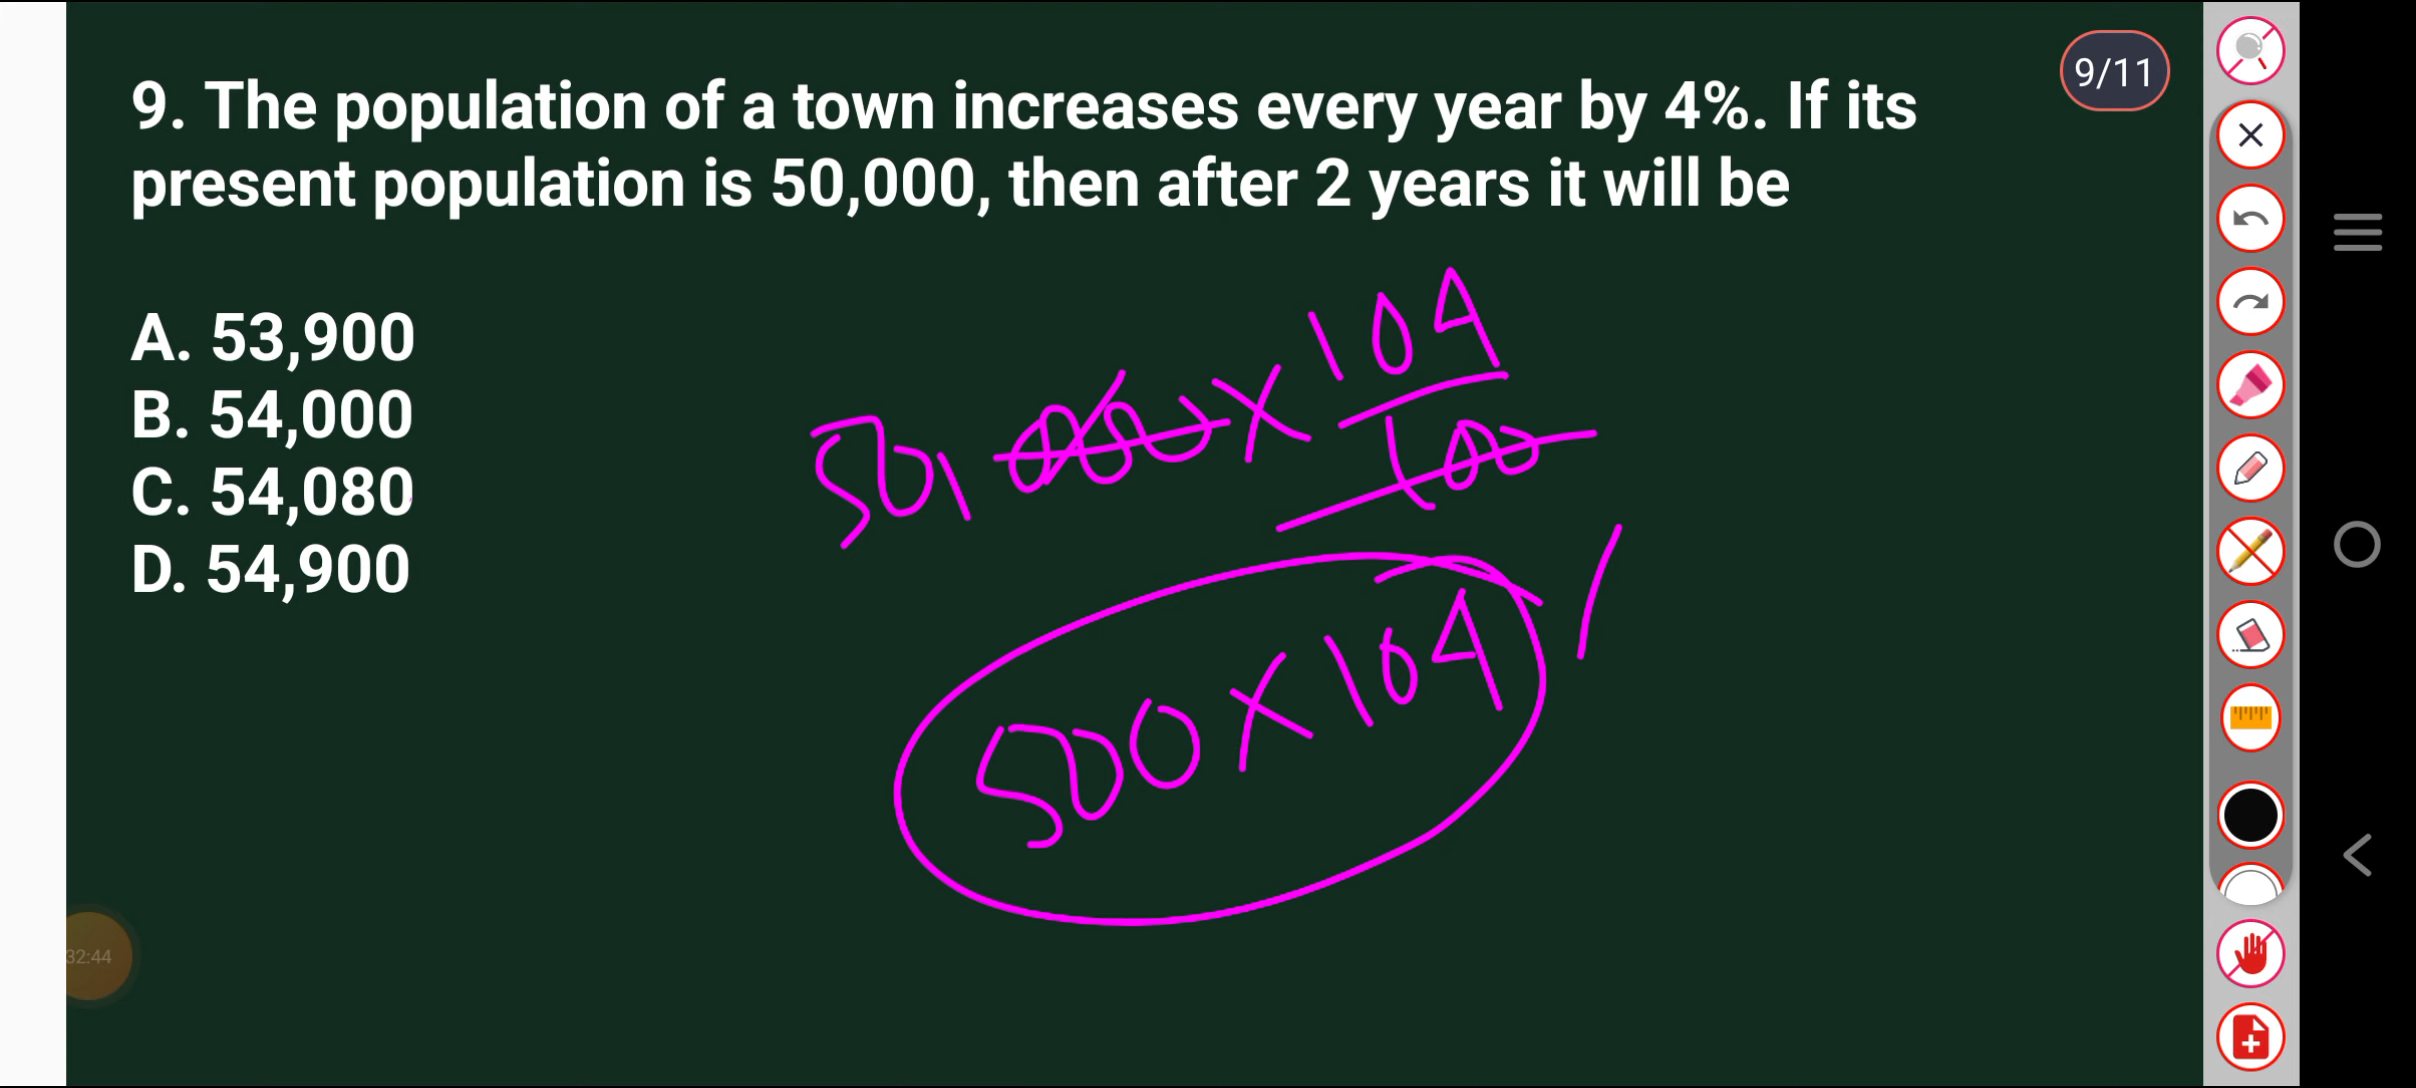 9/11
9. The population of a town increases every year by 4%. If its
present population is 50,000, then after 2 years it will be
A. 53,900
B. 54,000
C. 54,080
D. 54,900
50,000 × 104
100
500 × 104
32:44